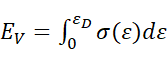 E_V = ∫_0^{ε_D} σ(ε)dε